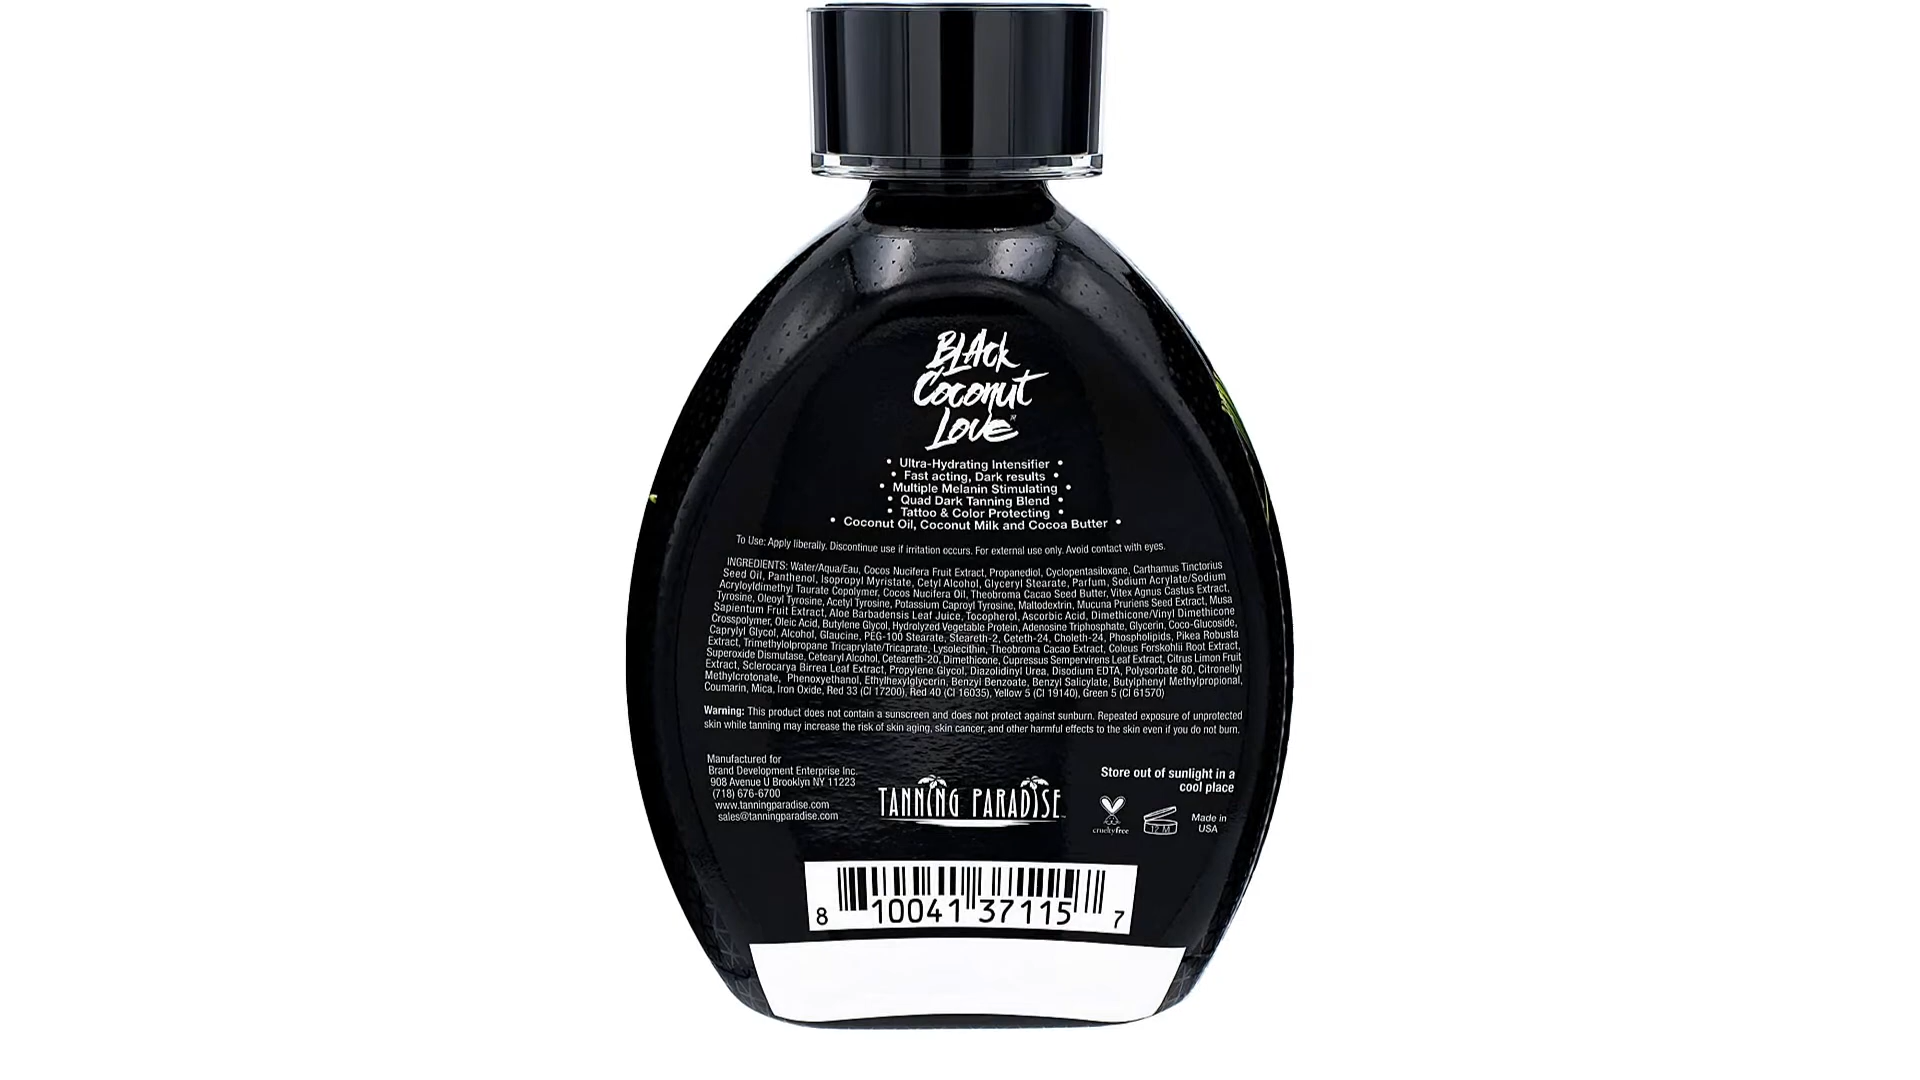 BLAck
Coconut
Love™
• Ultra-Hydrating Intensifier •
• Fast acting, Dark results •
• Multiple Melanin Stimulating •
• Quad Dark Tanning Blend •
• Tattoo & Color Protecting •
• Coconut Oil, Coconut Milk and Cocoa Butter •
To Use: Apply liberally. Discontinue use if irritation occurs. For external use only. Avoid contact with eyes.
INGREDIENTS: Water/Aqua/Eau, Cocos Nucifera Fruit Extract, Propanediol, Cyclopentasiloxane, Carthamus Tinctorius
Seed Oil, Panthenol, Isopropyl Myristate, Cetyl Alcohol, Glyceryl Stearate, Parfum, Sodium Acrylate/Sodium
Acryloyldimethyl Taurate Copolymer, Cocos Nucifera Oil, Theobroma Cacao Seed Butter, Vitex Agnus Castus Extract,
Tyrosine, Oleoyl Tyrosine, Acetyl Tyrosine, Potassium Caproyl Tyrosine, Maltodextrin, Mucuna Pruriens Seed Extract, Musa
Sapientum Fruit Extract, Aloe Barbadensis Leaf Juice, Tocopherol, Ascorbic Acid, Dimethicone/Vinyl Dimethicone
Crosspolymer, Oleic Acid, Butylene Glycol, Hydrolyzed Vegetable Protein, Adenosine Triphosphate, Glycerin, Coco-Glucoside,
Caprylyl Glycol, Alcohol, Glaucine, PEG-100 Stearate, Steareth-2, Ceteth-24, Choleth-24, Phospholipids, Pikea Robusta
Extract, Trimethylolpropane Tricaprylate/Tricaprate, Lysolecithin, Theobroma Cacao Extract, Coleus Forskohlii Root Extract,
Superoxide Dismutase, Cetearyl Alcohol, Ceteareth-20, Dimethicone, Cupressus Sempervirens Leaf Extract, Citrus Limon Fruit
Extract, Sclerocarya Birrea Leaf Extract, Propylene Glycol, Diazolidinyl Urea, Disodium EDTA, Polysorbate 80, Citronellyl
Methylcrotonate, Phenoxyethanol, Ethylhexylglycerin, Benzyl Benzoate, Benzyl Salicylate, Butylphenyl Methylpropional,
Coumarin, Mica, Iron Oxide, Red 33 (CI 17200), Red 40 (CI 16035), Yellow 5 (CI 19140), Green 5 (CI 61570)
Warning: This product does not contain a sunscreen and does not protect against sunburn. Repeated exposure of unprotected
skin while tanning may increase the risk of skin aging, skin cancer, and other harmful effects to the skin even if you do not burn.
Manufactured for
Brand Development Enterprise Inc.
908 Avenue U Brooklyn NY 11223
(718) 676-6700
www.tanningparadise.com
sales@tanningparadise.com
TANNING PARADISE™
Store out of sunlight in a
cool place
crueltyfree
12 M
Made in
USA
8 10041 37115 7